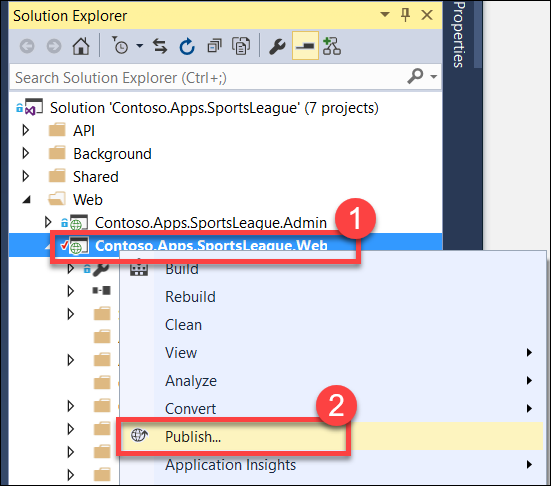 Solution Explorer
Properties
Search Solution Explorer (Ctrl+;)
Solution 'Contoso.Apps.SportsLeague' (7 projects)
API
Background
Shared
Web
1
Contoso.Apps.SportsLeague.Admin
Contoso.Apps.SportsLeague.Web
Build
Rebuild
Clean
View
Analyze
Convert
2
Publish...
Application Insights